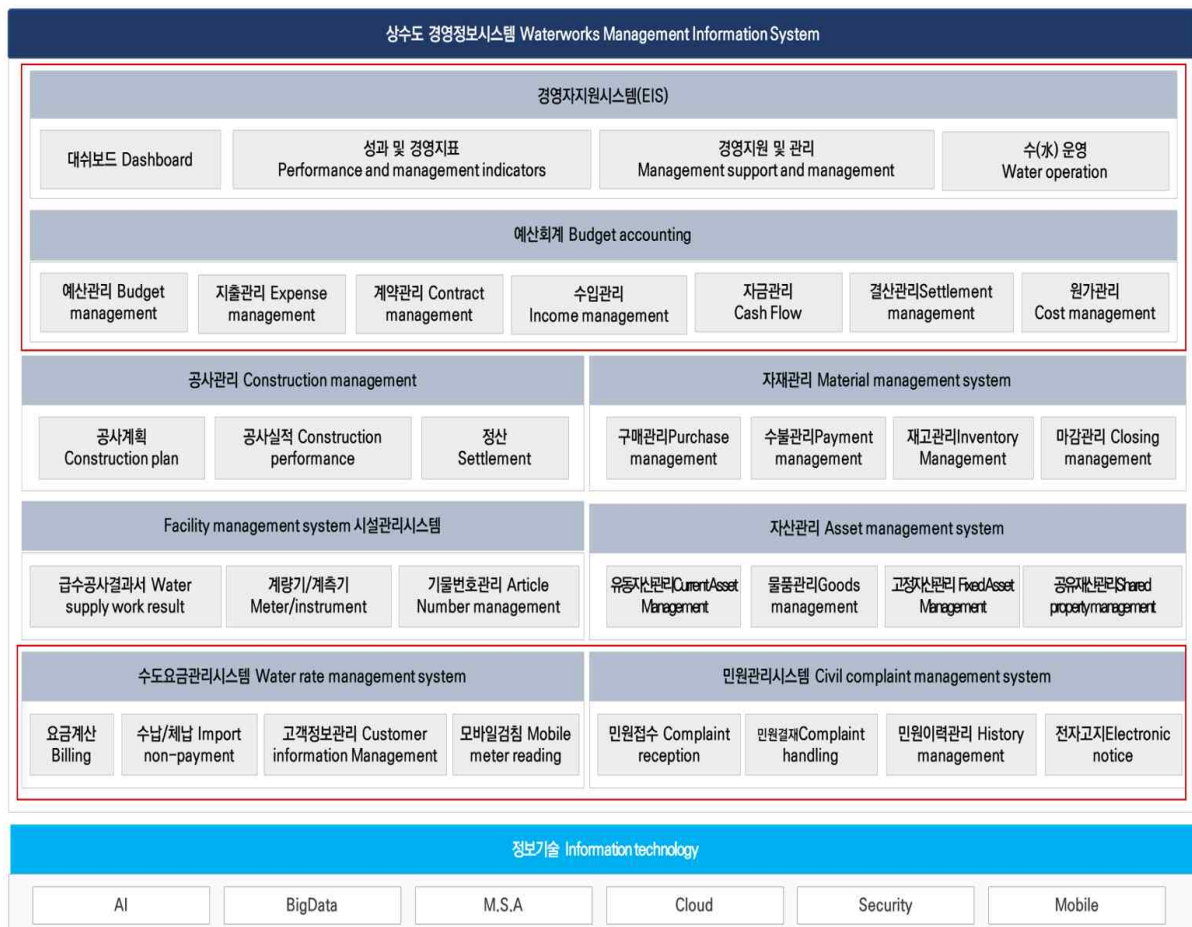 상수도 경영정보시스템 Waterworks Management Information System
경영자지원시스템(EIS)
대쉬보드 Dashboard
성과 및 경영지표
Performance and management indicators
경영지원 및 관리
Management support and management
수(水) 운영
Water operation
예산회계 Budget accounting
예산관리 Budget
management
지출관리 Expense
management
계약관리 Contract
management
수입관리
Income management
자금관리
Cash Flow
결산관리Settlement
management
원가관리
Cost management
공사관리 Construction management
공사계획
Construction plan
공사실적 Construction
performance
정산
Settlement
자재관리 Material management system
구매관리Purchase
management
수불관리Payment
management
재고관리Inventory
Management
마감관리 Closing
management
Facility management system 시설관리시스템
급수공사결과서 Water
supply work result
계량기/계측기
Meter/instrument
기물번호관리 Article
Number management
자산관리 Asset management system
유동자산관리Current Asset
Management
물품관리Goods
management
고정자산관리 Fixed Asset
Management
공유재산관리Shared
property management
수도요금관리시스템 Water rate management system
요금계산
Billing
수납/체납 Import
non-payment
고객정보관리 Customer
information Management
모바일검침 Mobile
meter reading
민원관리시스템 Civil complaint management system
민원접수 Complaint
reception
민원결재Complaint
handling
민원이력관리 History
management
전자고지Electronic
notice
정보기술 Information technology
AI
BigData
M.S.A
Cloud
Security
Mobile